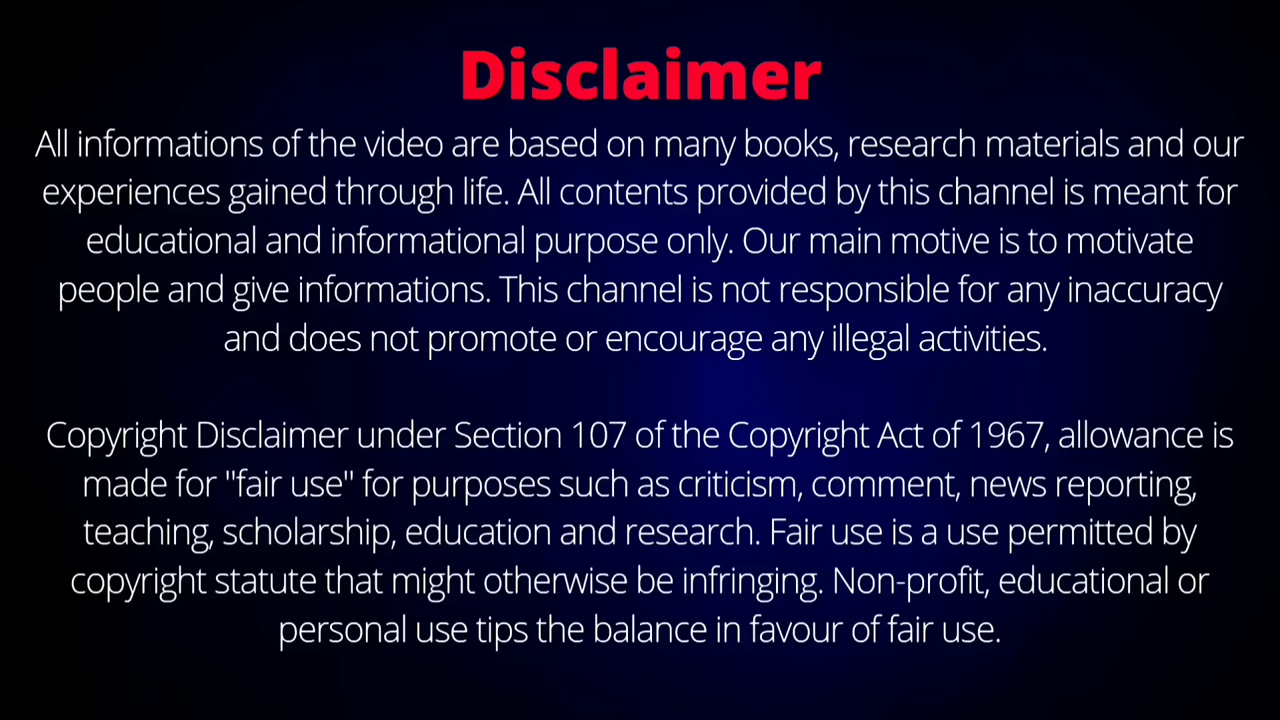 Disclaimer
All informations of the video are based on many books, research materials and our
experiences gained through life. All contents provided by this channel is meant for
educational and informational purpose only. Our main motive is to motivate
people and give informations. This channel is not responsible for any inaccuracy
and does not promote or encourage any illegal activities.
Copyright Disclaimer under Section 107 of the Copyright Act of 1967, allowance is
made for "fair use" for purposes such as criticism, comment, news reporting,
teaching, scholarship, education and research. Fair use is a use permitted by
copyright statute that might otherwise be infringing. Non-profit, educational or
personal use tips the balance in favour of fair use.